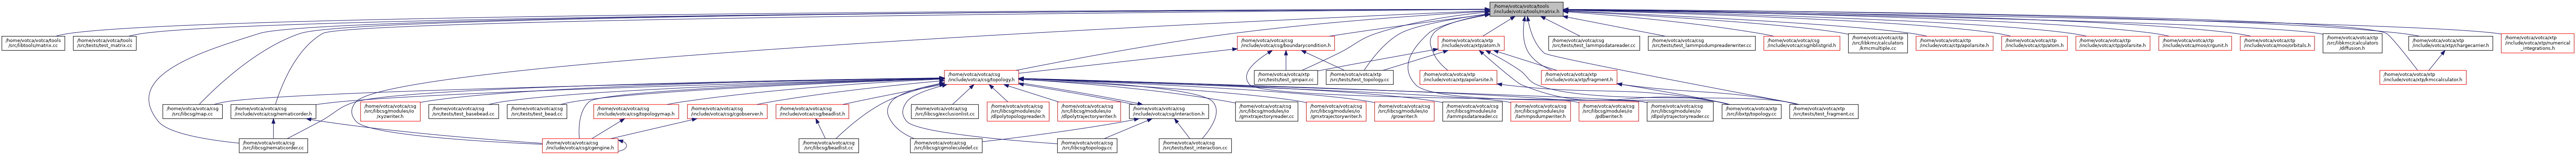 /home/votca/votca/tools
/include/votca/tools/matrix.h
/home/votca/votca/tools
/src/libtools/matrix.cc
/home/votca/votca/tools
/src/tests/test_matrix.cc
/home/votca/votca/csg
/include/votca/csg/boundarycondition.h
/home/votca/votca/xtp
/include/votca/xtp/atom.h
/home/votca/votca/csg
/src/tests/test_lammpsdatareader.cc
/home/votca/votca/csg
/src/tests/test_lammpsdumpreaderwriter.cc
/home/votca/votca/csg
/include/votca/csg/nblistgrid.h
/home/votca/votca/ctp
/src/libkmc/calculators
/kmcmultiple.cc
/home/votca/votca/ctp
/include/votca/ctp/apolarsite.h
/home/votca/votca/ctp
/include/votca/ctp/atom.h
/home/votca/votca/ctp
/include/votca/ctp/polarsite.h
/home/votca/votca/ctp
/include/votca/moo/crgunit.h
/home/votca/votca/ctp
/include/votca/moo/orbitals.h
/home/votca/votca/ctp
/src/libkmc/calculators
/diffusion.h
/home/votca/votca/xtp
/include/votca/xtp/chargecarrier.h
/home/votca/votca/xtp
/include/votca/xtp/numerical
_integrations.h
/home/votca/votca/csg
/include/votca/csg/topology.h
/home/votca/votca/xtp
/src/tests/test_qmpair.cc
/home/votca/votca/xtp
/src/tests/test_topology.cc
/home/votca/votca/xtp
/include/votca/xtp/apolarsite.h
/home/votca/votca/xtp
/include/votca/xtp/fragment.h
/home/votca/votca/xtp
/include/votca/xtp/kmccalculator.h
/home/votca/votca/csg
/src/libcsg/map.cc
/home/votca/votca/csg
/include/votca/csg/nematicorder.h
/home/votca/votca/csg
/src/libcsg/modules/io
/xyzwriter.h
/home/votca/votca/csg
/src/tests/test_basebead.cc
/home/votca/votca/csg
/src/tests/test_bead.cc
/home/votca/votca/csg
/include/votca/csg/topologymap.h
/home/votca/votca/csg
/include/votca/csg/cgobserver.h
/home/votca/votca/csg
/include/votca/csg/beadlist.h
/home/votca/votca/csg
/src/libcsg/exclusionlist.cc
/home/votca/votca/csg
/src/libcsg/modules/io
/dlpolytopologyreader.h
/home/votca/votca/csg
/src/libcsg/modules/io
/dlpolytrajectorywriter.h
/home/votca/votca/csg
/include/votca/csg/interaction.h
/home/votca/votca/csg
/src/libcsg/modules/io
/gmxtrajectoryreader.cc
/home/votca/votca/csg
/src/libcsg/modules/io
/gmxtrajectorywriter.h
/home/votca/votca/csg
/src/libcsg/modules/io
/growriter.h
/home/votca/votca/csg
/src/libcsg/modules/io
/lammpsdatareader.cc
/home/votca/votca/csg
/src/libcsg/modules/io
/lammpsdumpwriter.h
/home/votca/votca/csg
/src/libcsg/modules/io
/pdbwriter.h
/home/votca/votca/csg
/src/libcsg/modules/io
/dlpolytrajectoryreader.cc
/home/votca/votca/xtp
/src/libxtp/topology.cc
/home/votca/votca/xtp
/src/tests/test_fragment.cc
/home/votca/votca/csg
/src/libcsg/nematicorder.cc
/home/votca/votca/csg
/include/votca/csg/cgengine.h
/home/votca/votca/csg
/src/libcsg/beadlist.cc
/home/votca/votca/csg
/src/libcsg/cgmoleculedef.cc
/home/votca/votca/csg
/src/libcsg/topology.cc
/home/votca/votca/csg
/src/tests/test_interaction.cc